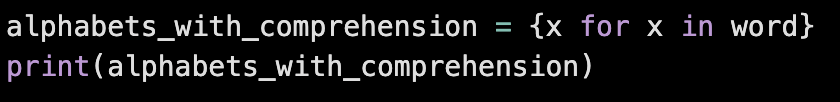 alphabets_with_comprehension = {x for x in word}
print(alphabets_with_comprehension)